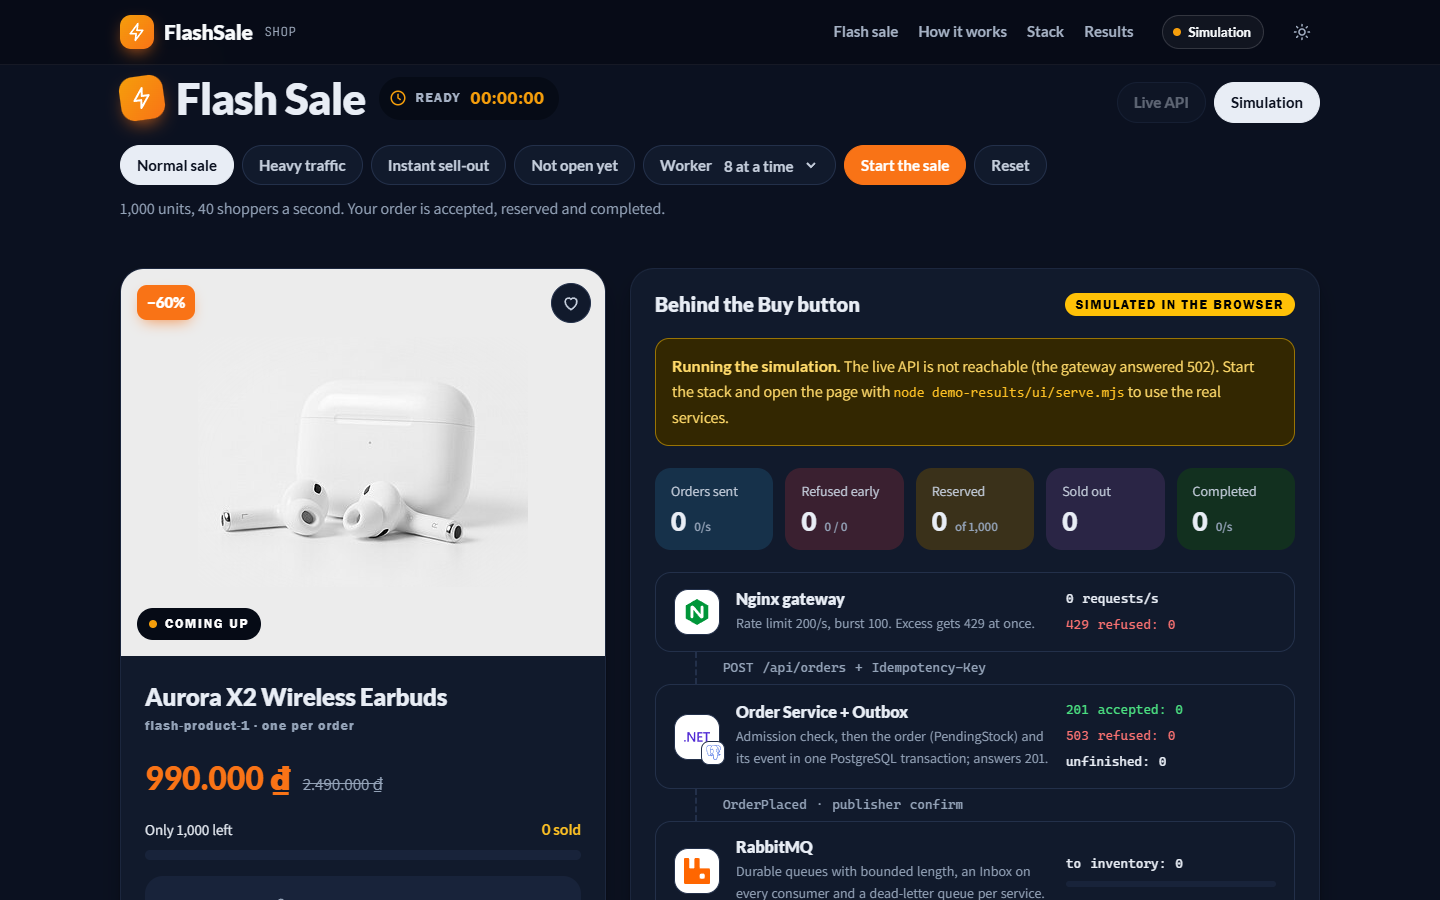 FlashSale SHOP
Flash sale
How it works
Stack
Results
Simulation
Flash Sale
READY 00:00:00
Live API
Simulation
Normal sale
Heavy traffic
Instant sell-out
Not open yet
Worker 8 at a time
Start the sale
Reset
1,000 units, 40 shoppers a second. Your order is accepted, reserved and completed.
−60%
COMING UP
Aurora X2 Wireless Earbuds
flash-product-1 · one per order
990.000 ₫ 2.490.000 ₫
Only 1,000 left
0 sold
Behind the Buy button
SIMULATED IN THE BROWSER
Running the simulation. The live API is not reachable (the gateway answered 502). Start
the stack and open the page with node demo-results/ui/serve.mjs to use the real
services.
Orders sent
0 0/s
Refused early
0 0 / 0
Reserved
0 of 1,000
Sold out
0
Completed
0 0/s
Nginx gateway
Rate limit 200/s, burst 100. Excess gets 429 at once.
0 requests/s
429 refused: 0
POST /api/orders + Idempotency-Key
.NET
Order Service + Outbox
Admission check, then the order (PendingStock) and
its event in one PostgreSQL transaction; answers 201.
201 accepted: 0
503 refused: 0
unfinished: 0
OrderPlaced · publisher confirm
RabbitMQ
Durable queues with bounded length, an Inbox on
every consumer and a dead-letter queue per service.
to inventory: 0